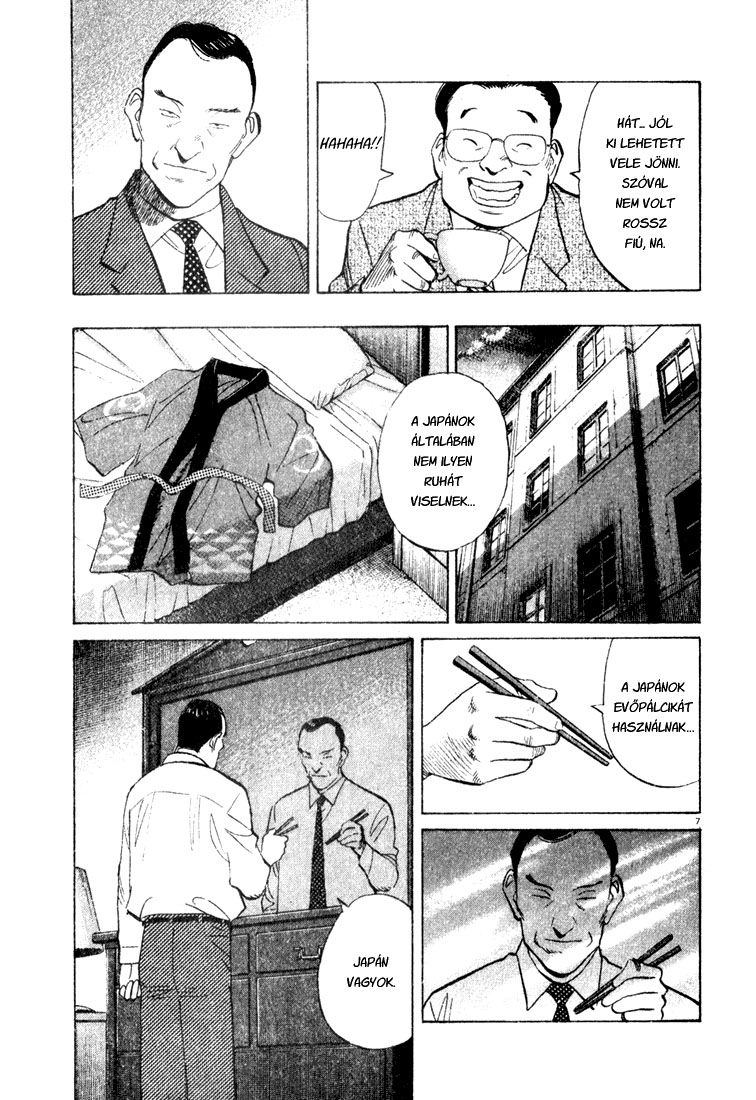 HÁT... JÓL
KI LEHETETT
VELE JÖNNI.
SZÓVAL
NEM VOLT
ROSSZ
FIÚ, NA.
HAHAHA!!
A JAPÁNOK
ÁLTALÁBAN
NEM ILYEN
RUHÁT
VISELNEK...
A JAPÁNOK
EVŐPÁLCIKÁT
HASZNÁLNAK...
7
JAPÁN
VAGYOK.